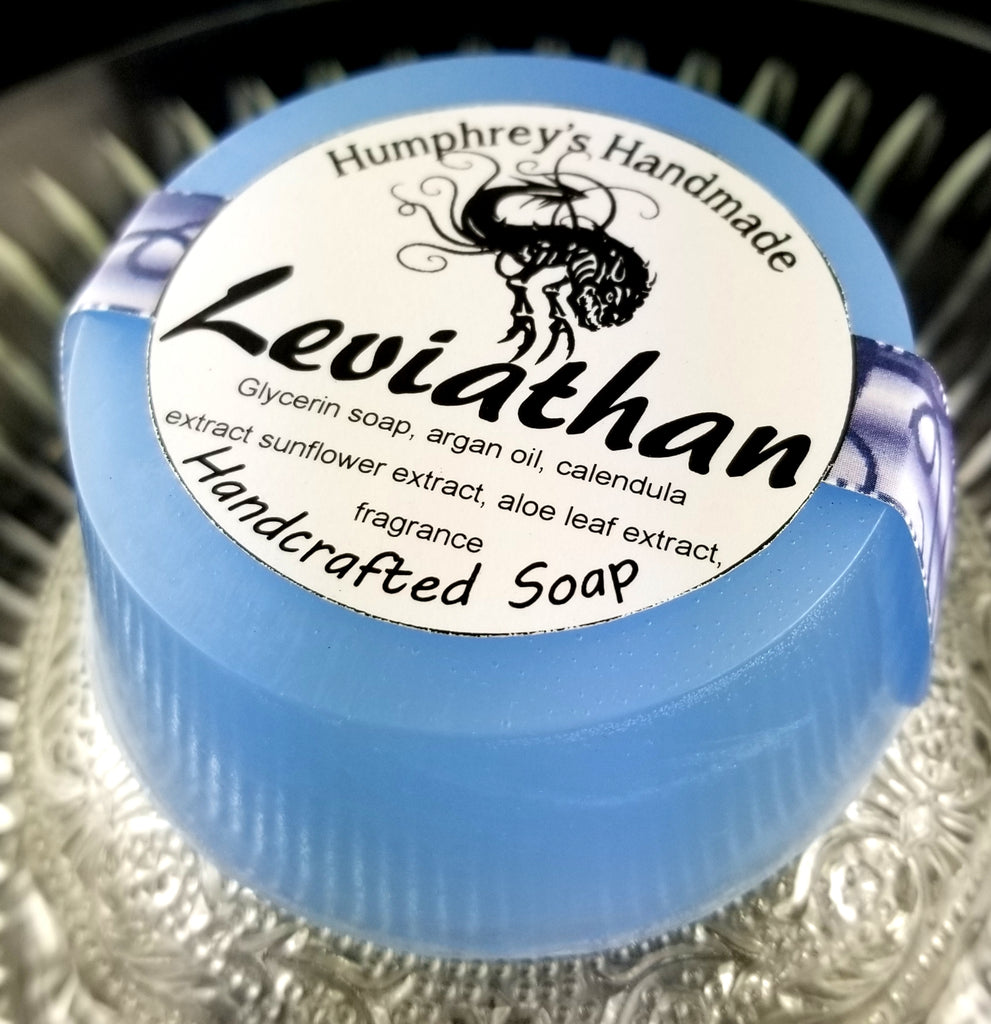 Humphrey's Handmade
Leviathan
Glycerin soap, argan oil, calendula
extract sunflower extract, aloe leaf extract,
fragrance
Handcrafted Soap